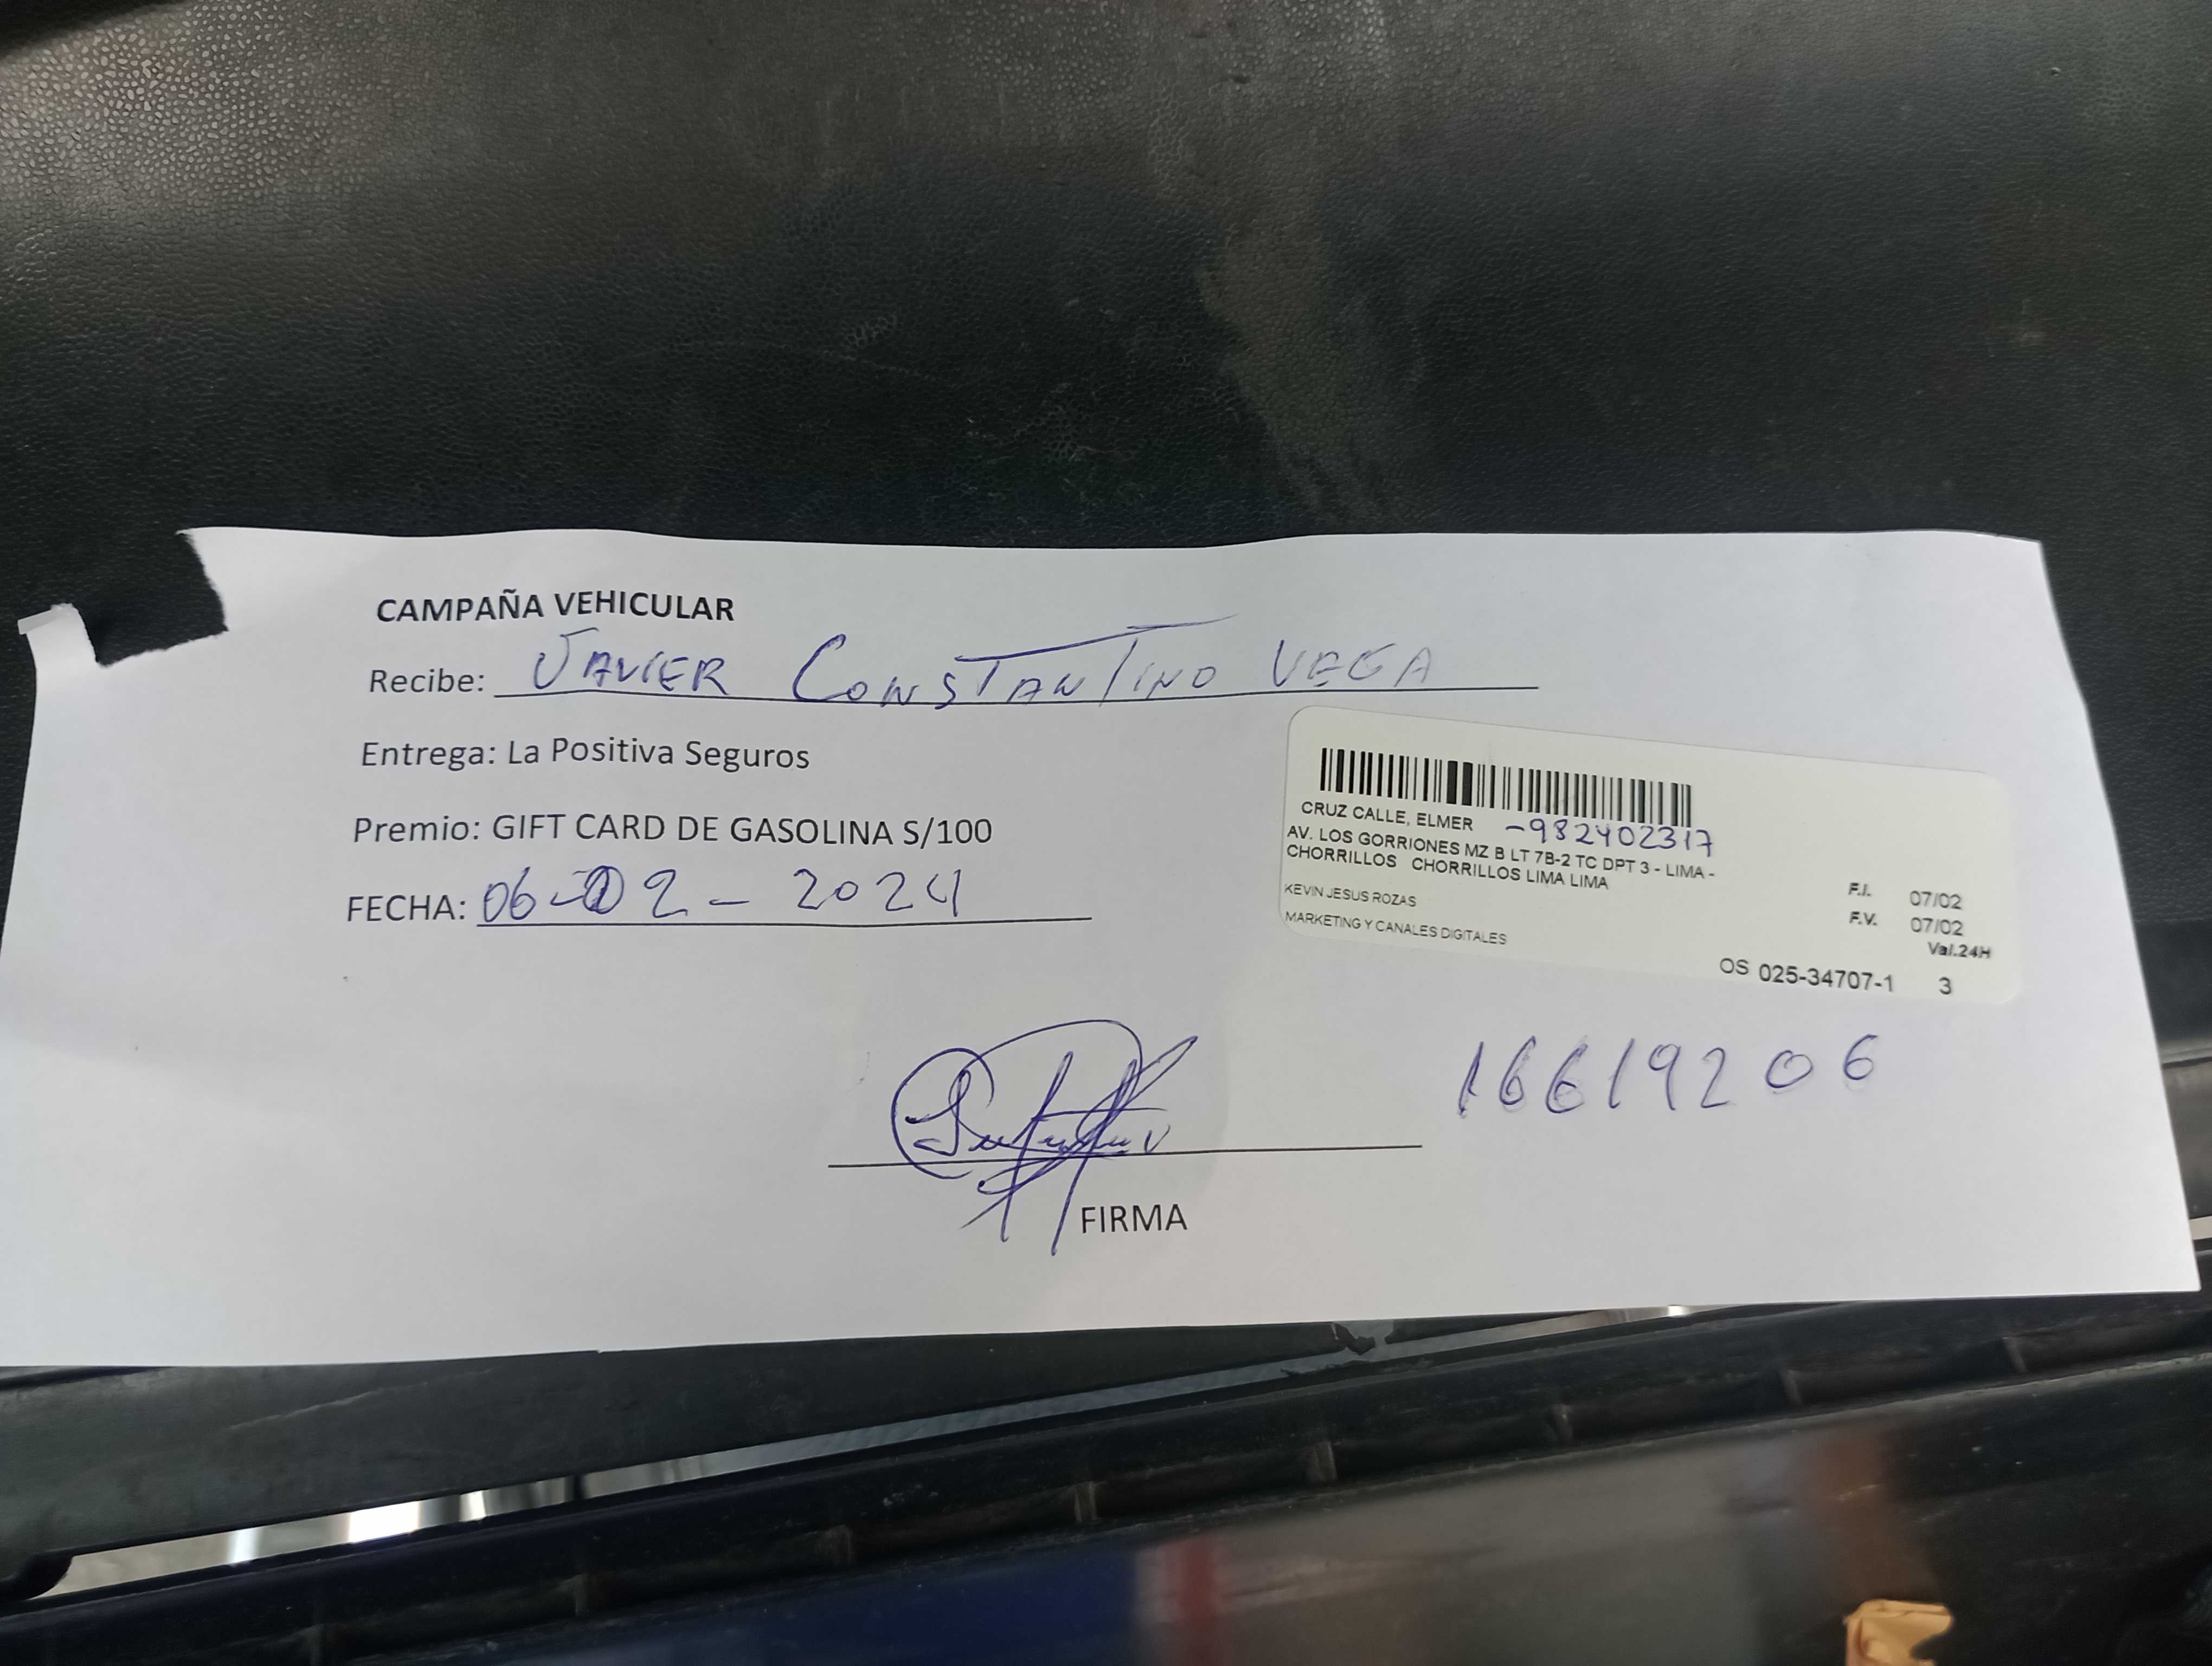 CAMPAÑA VEHICULAR
Recibe: JAVIER CONSTANTINO VEGA
Entrega: La Positiva Seguros
Premio: GIFT CARD DE GASOLINA S/100
FECHA: 06-02-2024
CRUZ CALLE, ELMER -982402317
AV. LOS GORRIONES MZ B LT 7B-2 TC DPT 3 - LIMA -
CHORRILLOS CHORRILLOS LIMA LIMA
KEVIN JESUS ROZAS
MARKETING Y CANALES DIGITALES
F.I. 07/02
F.V. 07/02
Val.24H
OS 025-34707-1 3
16619206
FIRMA